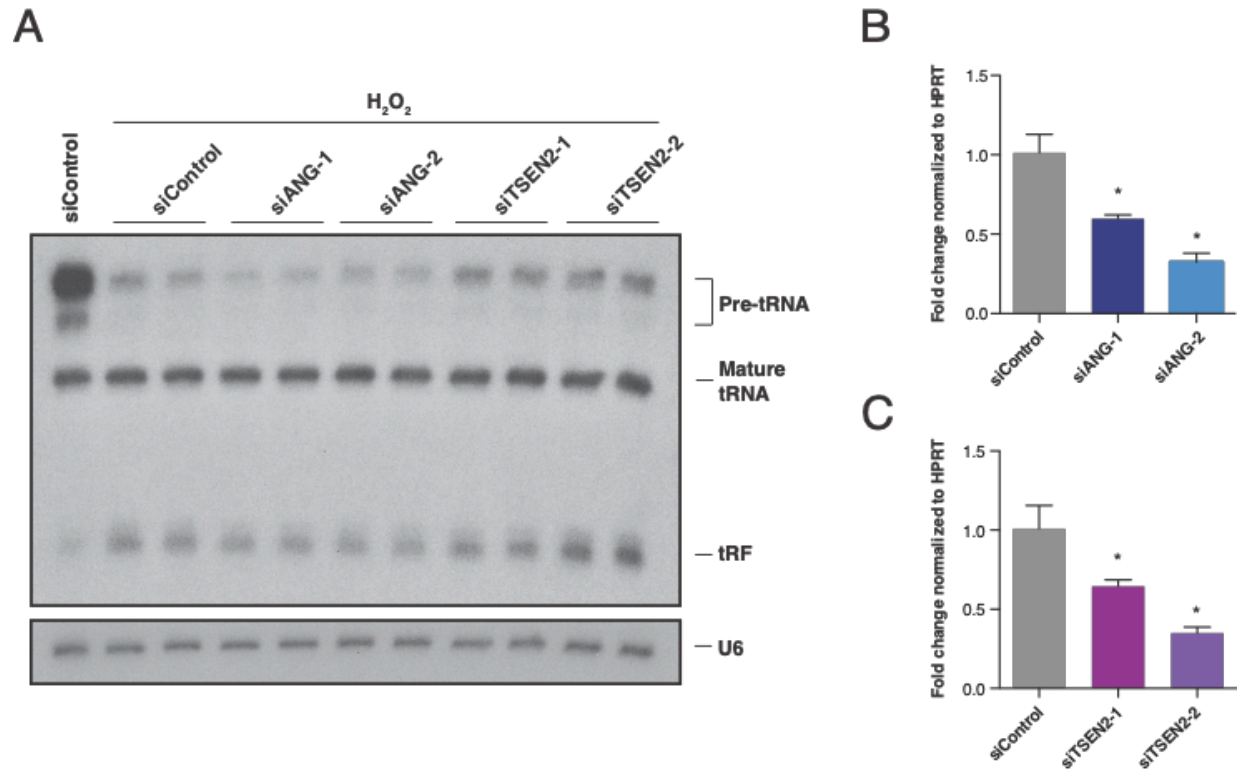 A
H₂O₂
siControl
siControl
siANG-1
siANG-2
siTSEN2-1
siTSEN2-2
Pre-tRNA
Mature
tRNA
tRF
U6
B
Fold change normalized to HPRT
1.5
1.0
0.5
0.0
*
*
siControl
siANG-1
siANG-2
C
Fold change normalized to HPRT
1.5
1.0
0.5
0.0
*
*
siControl
siTSEN2-1
siTSEN2-2